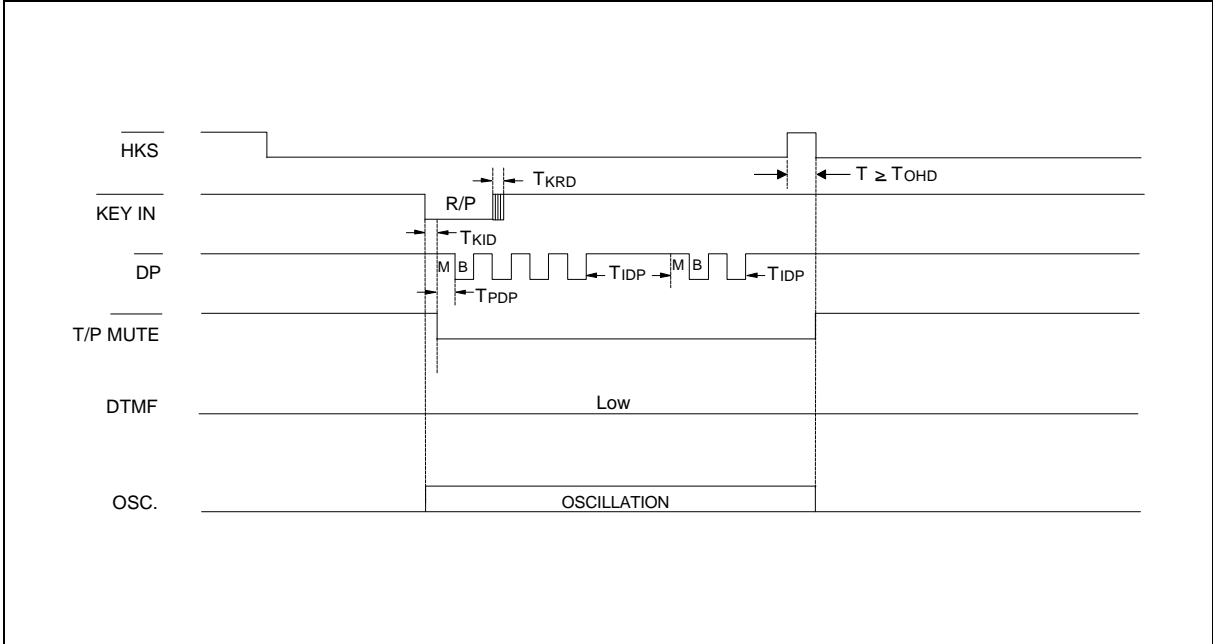 HKS
T ≥ TOHD
TKRD
KEY IN
R/P
TKID
DP
M B
TIDP
M B
TIDP
TPDP
T/P MUTE
DTMF
Low
OSC.
OSCILLATION